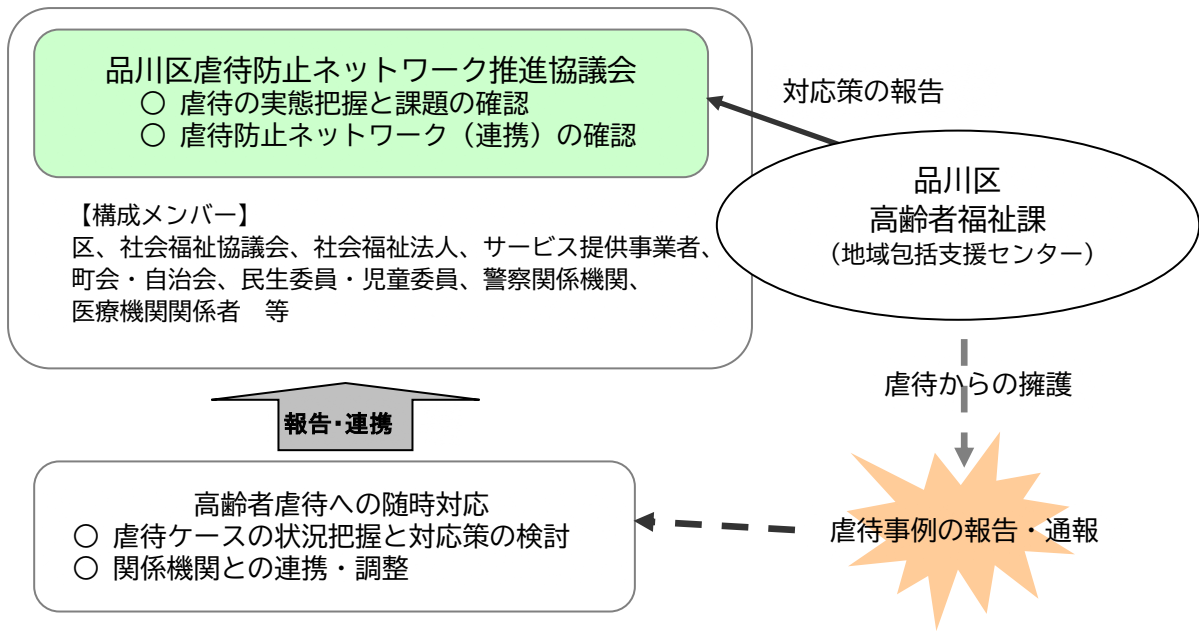 品川区虐待防止ネットワーク推進協議会
○ 虐待の実態把握と課題の確認
○ 虐待防止ネットワーク（連携）の確認
対応策の報告
品川区
高齢者福祉課
（地域包括支援センター）
【構成メンバー】
区、社会福祉協議会、社会福祉法人、サービス提供事業者、
町会・自治会、民生委員・児童委員、警察関係機関、
医療機関関係者　等
虐待からの擁護
報告・連携
高齢者虐待への随時対応
○ 虐待ケースの状況把握と対応策の検討
○ 関係機関との連携・調整
虐待事例の報告・通報